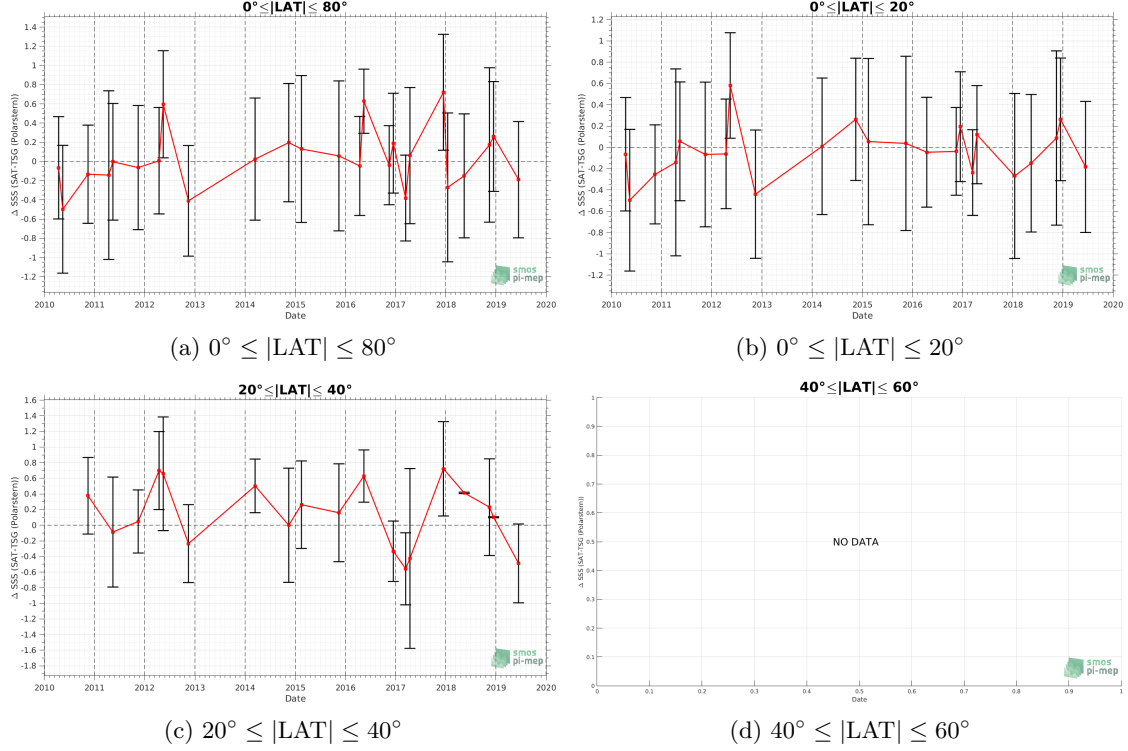 0°≤|LAT|≤ 80°
Δ SSS (SAT-TSG (Polarstern))
1.4
1.2
1
0.8
0.6
0.4
0.2
0
-0.2
-0.4
-0.6
-0.8
-1
-1.2
2010 2011 2012 2013 2014 2015 2016 2017 2018 2019 2020
Date
smos
pi-mep
(a) 0° ≤ |LAT| ≤ 80°
0°≤|LAT|≤ 20°
Δ SSS (SAT-TSG (Polarstern))
1.2
1
0.8
0.6
0.4
0.2
0
-0.2
-0.4
-0.6
-0.8
-1
-1.2
2010 2011 2012 2013 2014 2015 2016 2017 2018 2019 2020
Date
smos
pi-mep
(b) 0° ≤ |LAT| ≤ 20°
20°≤|LAT|≤ 40°
Δ SSS (SAT-TSG (Polarstern))
1.6
1.4
1.2
1
0.8
0.6
0.4
0.2
0
-0.2
-0.4
-0.6
-0.8
-1
-1.2
-1.4
-1.6
-1.8
2010 2011 2012 2013 2014 2015 2016 2017 2018 2019 2020
Date
smos
pi-mep
(c) 20° ≤ |LAT| ≤ 40°
40°≤|LAT|≤ 60°
Δ SSS (SAT-TSG (Polarstern))
1
0.9
0.8
0.7
0.6
0.5
0.4
0.3
0.2
0.1
0
NO DATA
0 0.1 0.2 0.3 0.4 0.5 0.6 0.7 0.8 0.9 1
Date
smos
pi-mep
(d) 40° ≤ |LAT| ≤ 60°